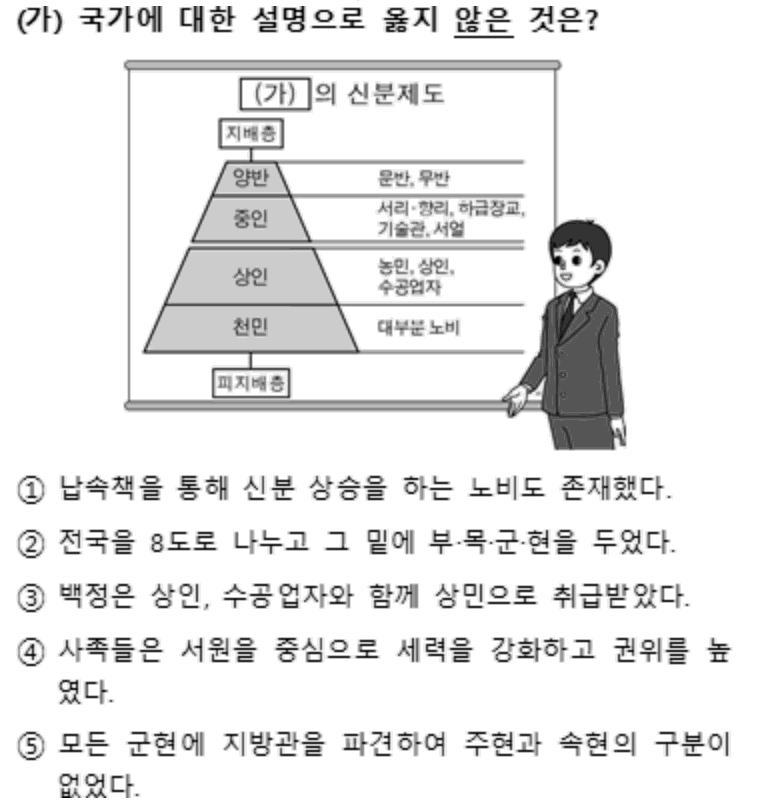 (가) 국가에 대한 설명으로 옳지 않은 것은?
(가) 의 신분제도
지배층
양반 문반, 무반
중인 서리·향리, 하급장교,
기술관, 서얼
상인 농민, 상인,
수공업자
천민 대부분 노비
피지배층
① 납속책을 통해 신분 상승을 하는 노비도 존재했다.
② 전국을 8도로 나누고 그 밑에 부·목·군·현을 두었다.
③ 백정은 상인, 수공업자와 함께 상민으로 취급받았다.
④ 사족들은 서원을 중심으로 세력을 강화하고 권위를 높
였다.
⑤ 모든 군현에 지방관을 파견하여 주현과 속현의 구분이
없었다.